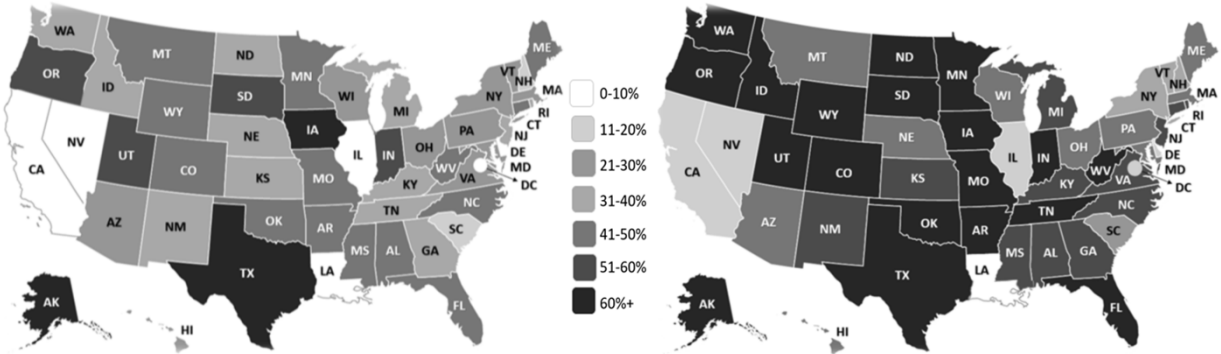 WA
OR
CA
NV
ID
MT
WY
UT
CO
AZ
NM
ND
SD
NE
KS
OK
TX
MN
IA
MO
AR
LA
WI
IL
MI
IN
OH
KY
TN
MS
AL
GA
FL
SC
NC
VA
WV
PA
NY
VT
NH
ME
MA
RI
CT
NJ
DE
MD
DC
AK
HI
0-10%
11-20%
21-30%
31-40%
41-50%
51-60%
60%+
WA
OR
CA
NV
ID
MT
WY
UT
CO
AZ
NM
ND
SD
NE
KS
OK
TX
MN
IA
MO
AR
LA
WI
IL
MI
IN
OH
KY
TN
MS
AL
GA
FL
SC
NC
VA
WV
PA
NY
VT
NH
ME
MA
RI
CT
NJ
DE
MD
DC
AK
HI